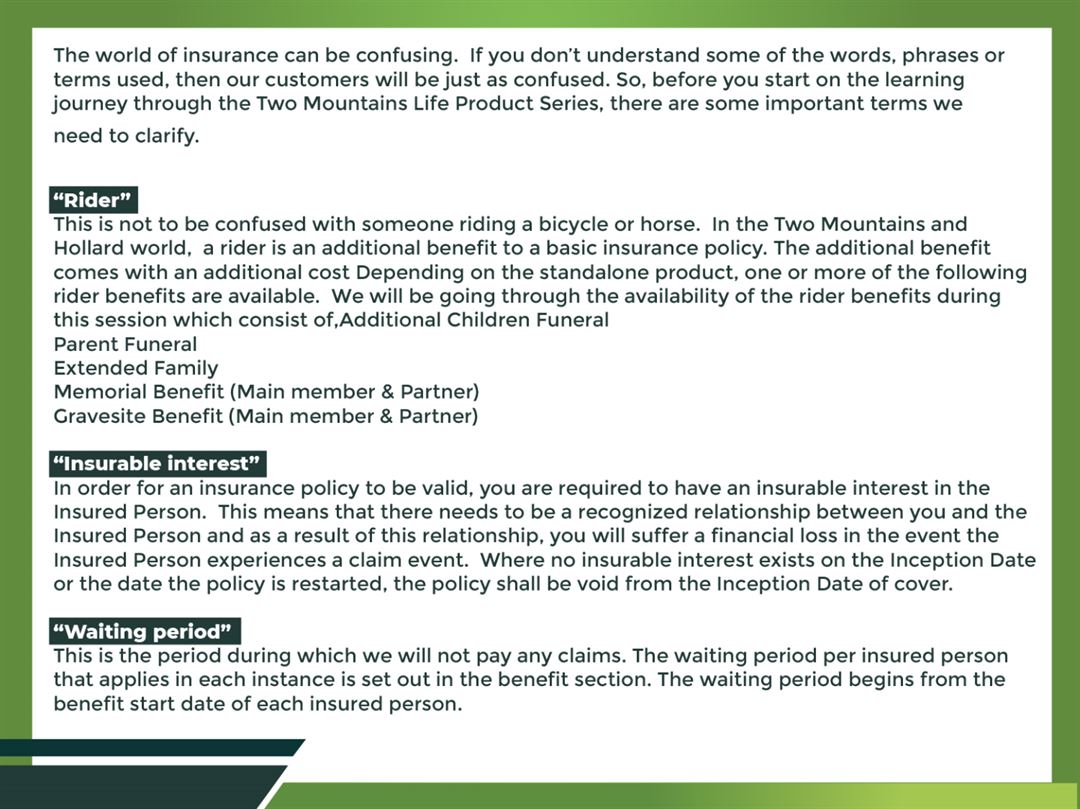 The world of insurance can be confusing.  If you don’t understand some of the words, phrases or
terms used, then our customers will be just as confused. So, before you start on the learning
journey through the Two Mountains Life Product Series, there are some important terms we
need to clarify.
“Rider”
This is not to be confused with someone riding a bicycle or horse.  In the Two Mountains and
Hollard world,  a rider is an additional benefit to a basic insurance policy. The additional benefit
comes with an additional cost Depending on the standalone product, one or more of the following
rider benefits are available.  We will be going through the availability of the rider benefits during
this session which consist of,Additional Children Funeral
Parent Funeral
Extended Family
Memorial Benefit (Main member & Partner)
Gravesite Benefit (Main member & Partner)
“Insurable interest”
In order for an insurance policy to be valid, you are required to have an insurable interest in the
Insured Person.  This means that there needs to be a recognized relationship between you and the
Insured Person and as a result of this relationship, you will suffer a financial loss in the event the
Insured Person experiences a claim event.  Where no insurable interest exists on the Inception Date
or the date the policy is restarted, the policy shall be void from the Inception Date of cover.
“Waiting period”
This is the period during which we will not pay any claims. The waiting period per insured person
that applies in each instance is set out in the benefit section. The waiting period begins from the
benefit start date of each insured person.